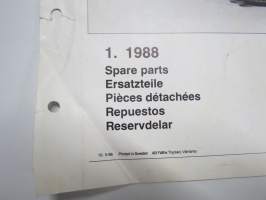 1. 1988
Spare parts
Ersatzteile
Pièces détachées
Repuestos
Reservdelar
Printed in Sweden